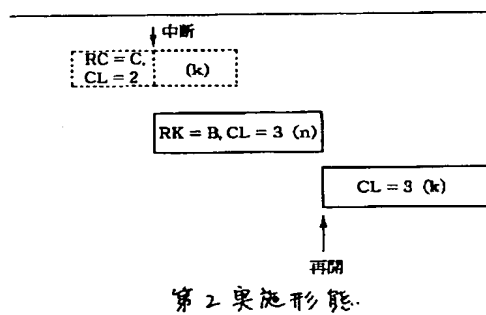 中断
RC = C,
CL = 2
(k)
RK = B, CL = 3 (n)
CL = 3 (k)
再開
第2実施形態.